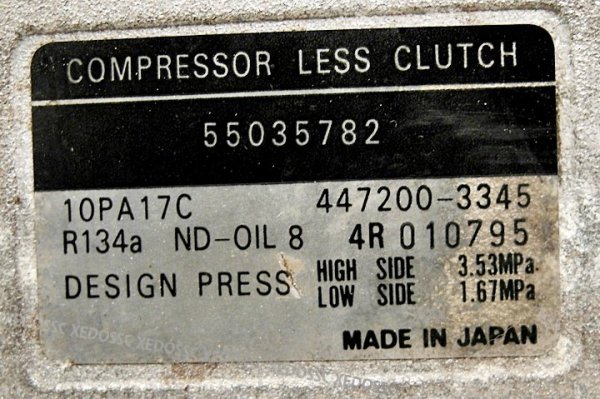 COMPRESSOR LESS CLUTCH
55035782
10PA17C 447200-3345
R134a ND-OIL 8 4R 010795
DESIGN PRESS HIGH SIDE 3.53MPa
LOW SIDE 1.67MPa
MADE IN JAPAN